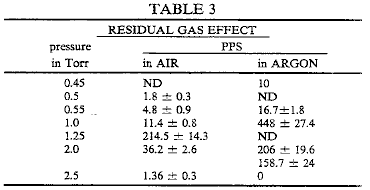 TABLE 3
RESIDUAL GAS EFFECT
pressure PPS
in Torr in AIR in ARGON
0.45 ND 10
0.5 1.8 ± 0.3 ND
0.55 4.8 ± 0.9 16.7±1.8
1.0 11.4 ± 0.8 448 ± 27.4
1.25 214.5 ± 14.3 ND
2.0 36.2 ± 2.6 206 ± 19.6
158.7 ± 24
2.5 1.36 ± 0.3 0